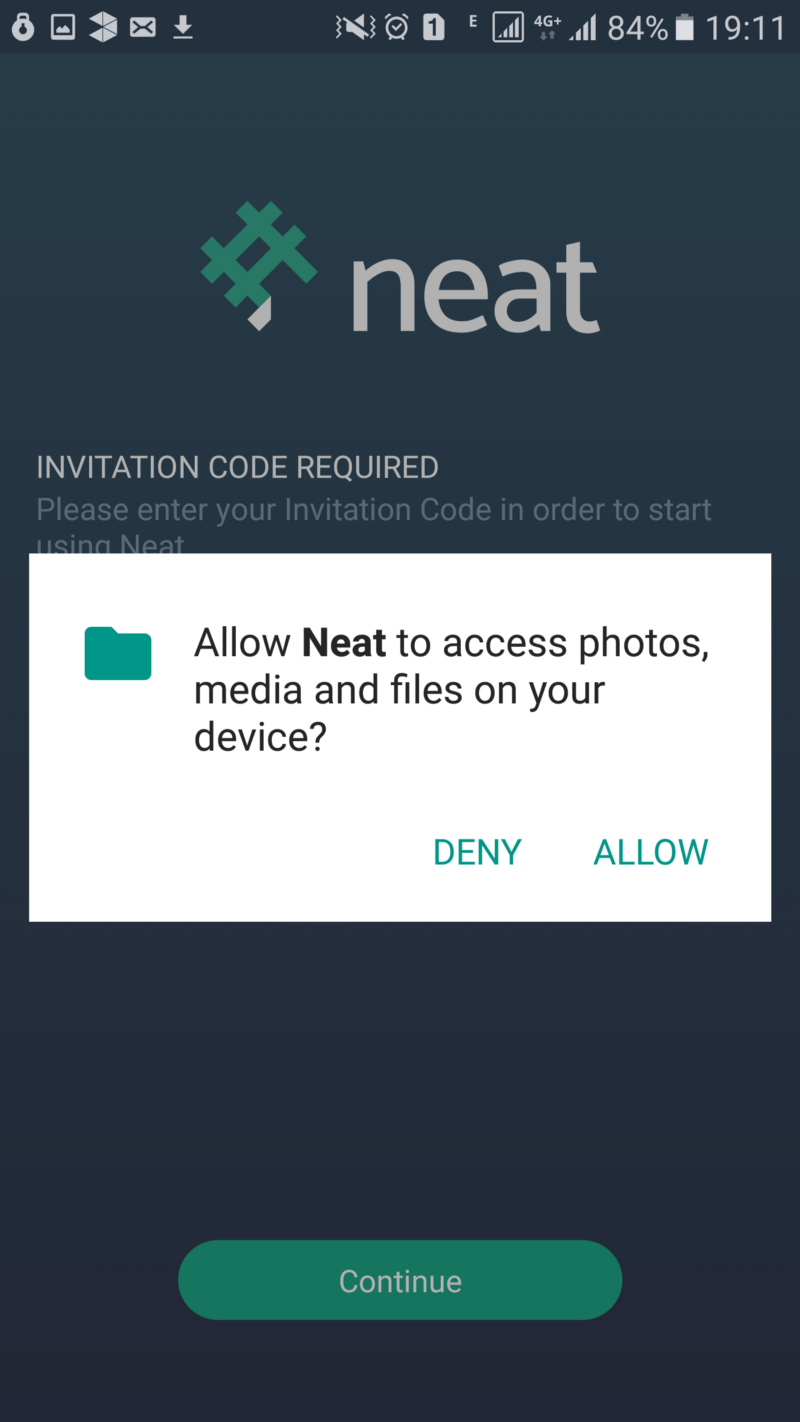 1 E 4G+ 84% 19:11
neat
INVITATION CODE REQUIRED
Please enter your Invitation Code in order to start
using Neat
Allow Neat to access photos,
media and files on your
device?
DENY ALLOW
Continue